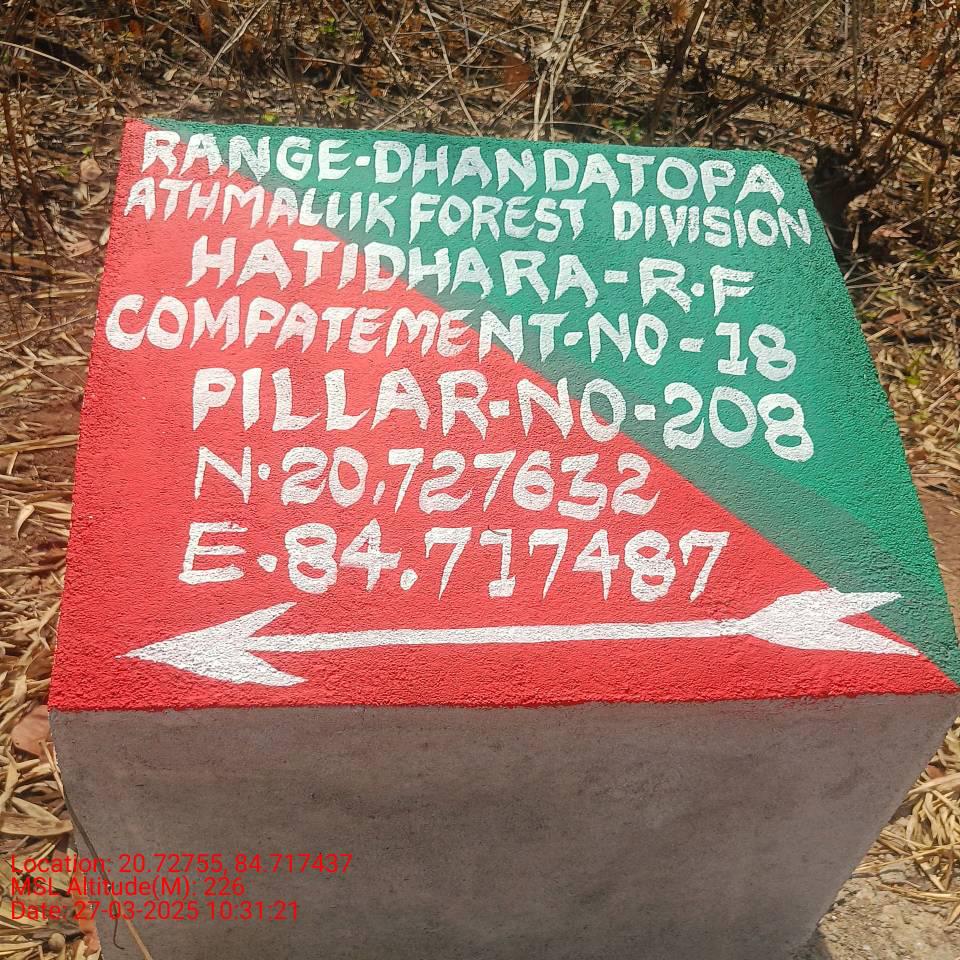 RANGE-DHANDATOPA
ATHMALLIK FOREST DIVISION
HATIDHARA-R.F
COMPATEMENT-NO-18
PILLAR-NO-208
N.20.727632
E.84.717487
Location: 20.72755, 84.717437
MSL Altitude(M): 226
Date: 27-03-2025 10:31:21